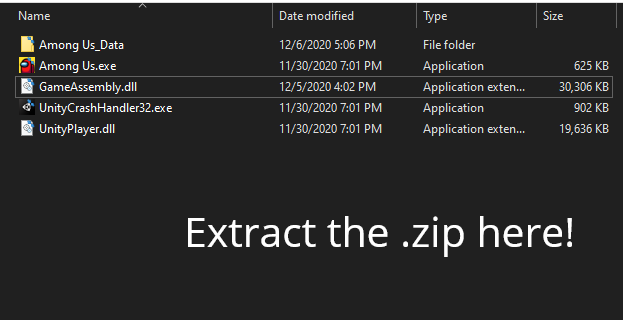 Name Date modified Type Size
Among Us_Data 12/6/2020 5:06 PM File folder
Among Us.exe 11/30/2020 7:01 PM Application 625 KB
GameAssembly.dll 12/5/2020 4:02 PM Application exten... 30,306 KB
UnityCrashHandler32.exe 11/30/2020 7:01 PM Application 902 KB
UnityPlayer.dll 11/30/2020 7:01 PM Application exten... 19,636 KB
Extract the .zip here!